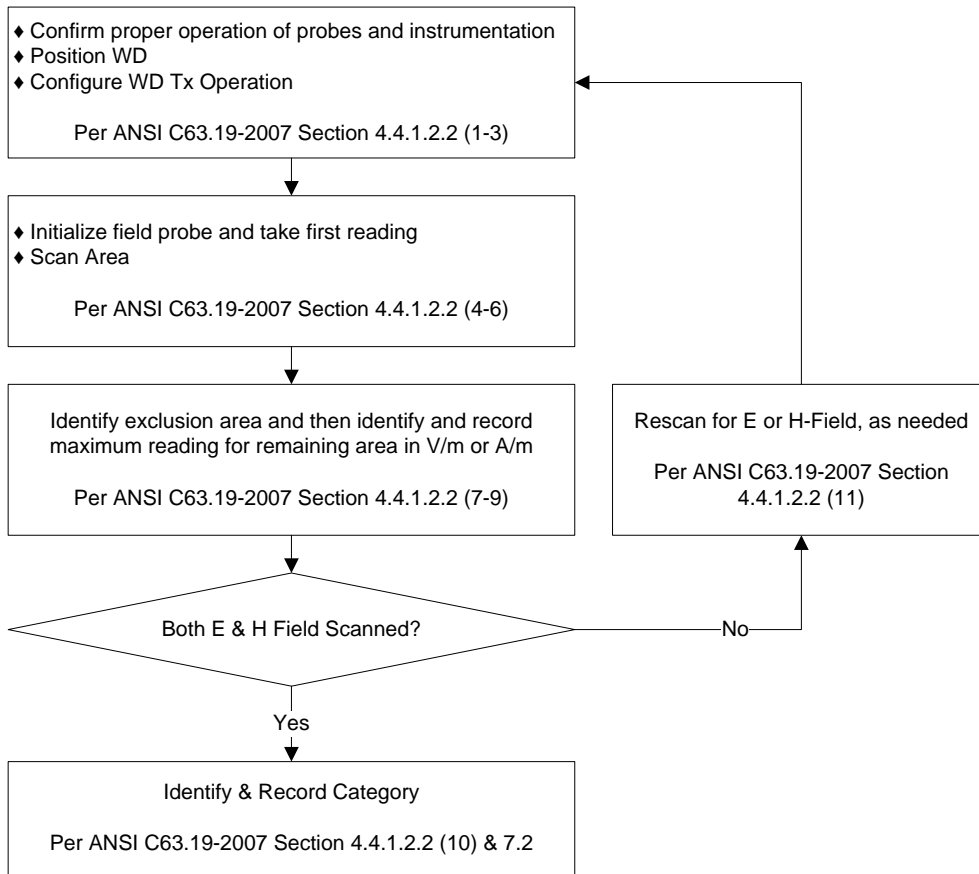 ♦ Confirm proper operation of probes and instrumentation
♦ Position WD
♦ Configure WD Tx Operation
Per ANSI C63.19-2007 Section 4.4.1.2.2 (1-3)
♦ Initialize field probe and take first reading
♦ Scan Area
Per ANSI C63.19-2007 Section 4.4.1.2.2 (4-6)
Identify exclusion area and then identify and record
maximum reading for remaining area in V/m or A/m
Per ANSI C63.19-2007 Section 4.4.1.2.2 (7-9)
Rescan for E or H-Field, as needed
Per ANSI C63.19-2007 Section
4.4.1.2.2 (11)
Both E & H Field Scanned?
No
Yes
Identify & Record Category
Per ANSI C63.19-2007 Section 4.4.1.2.2 (10) & 7.2